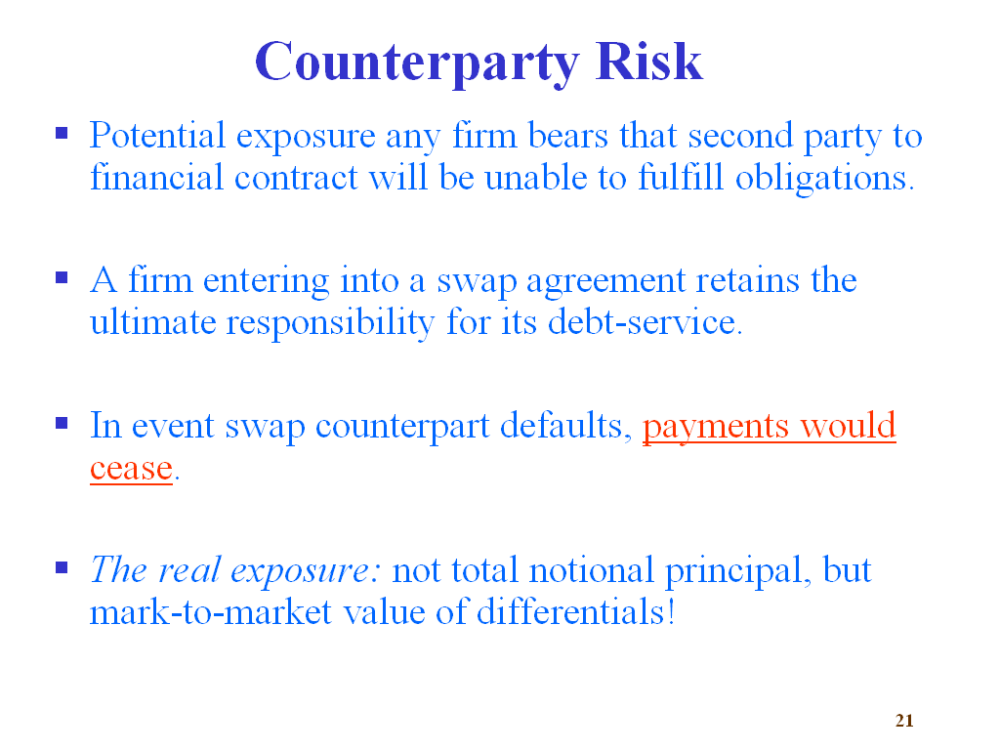 Counterparty Risk
Potential exposure any firm bears that second party to
financial contract will be unable to fulfill obligations.
A firm entering into a swap agreement retains the
ultimate responsibility for its debt-service.
In event swap counterpart defaults, payments would
cease.
The real exposure: not total notional principal, but
mark-to-market value of differentials!
21